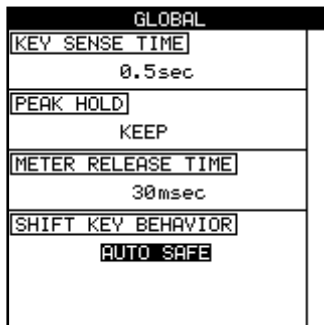 GLOBAL
KEY SENSE TIME
0.5sec
PEAK HOLD
KEEP
METER RELEASE TIME
30msec
SHIFT KEY BEHAVIOR
AUTO SAFE